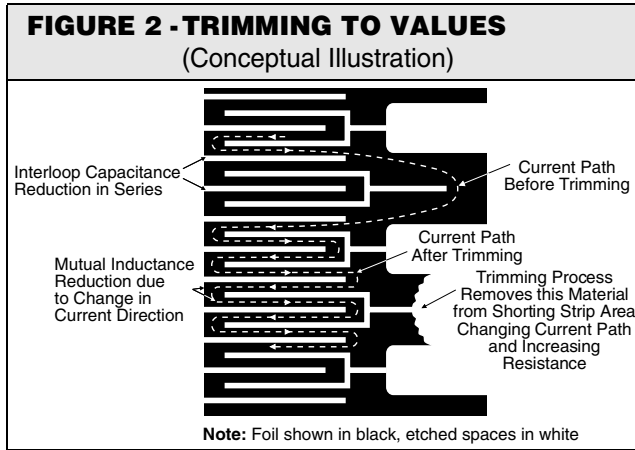 FIGURE 2 - TRIMMING TO VALUES
(Conceptual Illustration)
Interloop Capacitance
Reduction in Series
Current Path
Before Trimming
Mutual Inductance
Reduction due
to Change in
Current Direction
Current Path
After Trimming
Trimming Process
Removes this Material
from Shorting Strip Area
Changing Current Path
and Increasing
Resistance
Note: Foil shown in black, etched spaces in white